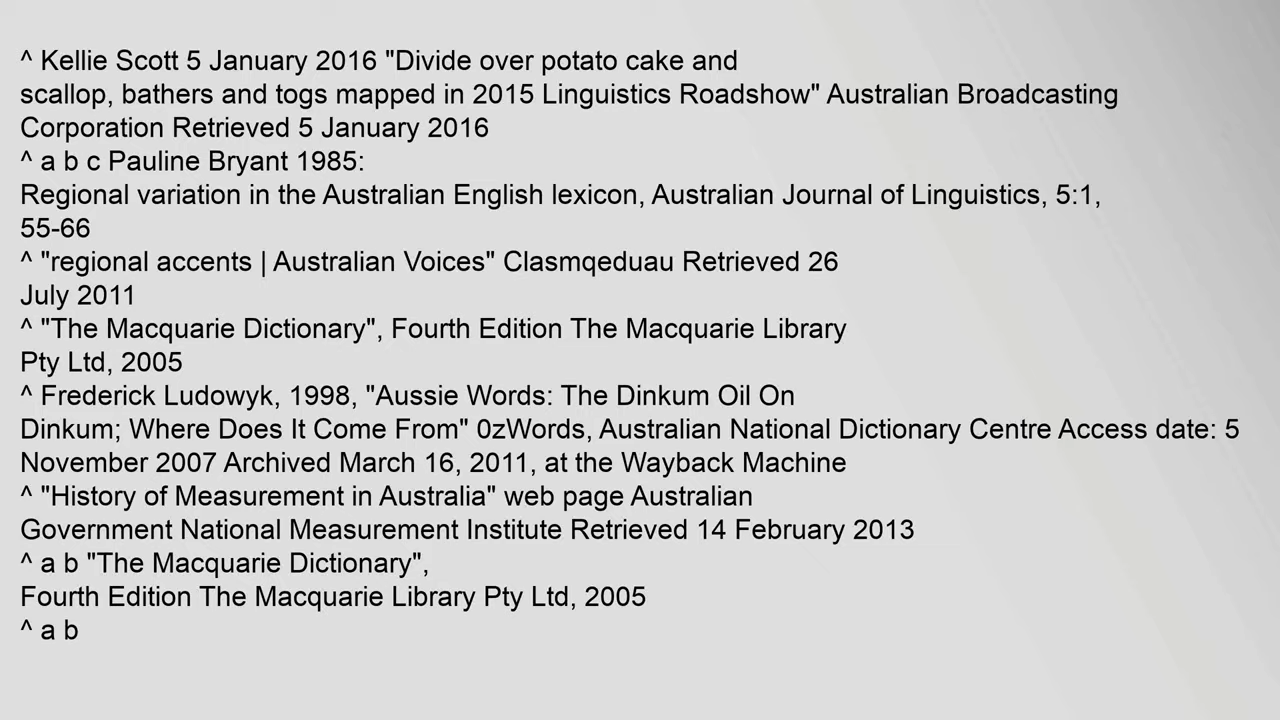 ^ Kellie Scott 5 January 2016 "Divide over potato cake and
scallop, bathers and togs mapped in 2015 Linguistics Roadshow" Australian Broadcasting
Corporation Retrieved 5 January 2016
^ a b c Pauline Bryant 1985:
Regional variation in the Australian English lexicon, Australian Journal of Linguistics, 5:1,
55-66
^ "regional accents | Australian Voices" Clasmqeduau Retrieved 26
July 2011
^ "The Macquarie Dictionary", Fourth Edition The Macquarie Library
Pty Ltd, 2005
^ Frederick Ludowyk, 1998, "Aussie Words: The Dinkum Oil On
Dinkum; Where Does It Come From" 0zWords, Australian National Dictionary Centre Access date: 5
November 2007 Archived March 16, 2011, at the Wayback Machine
^ "History of Measurement in Australia" web page Australian
Government National Measurement Institute Retrieved 14 February 2013
^ a b "The Macquarie Dictionary",
Fourth Edition The Macquarie Library Pty Ltd, 2005
^ a b